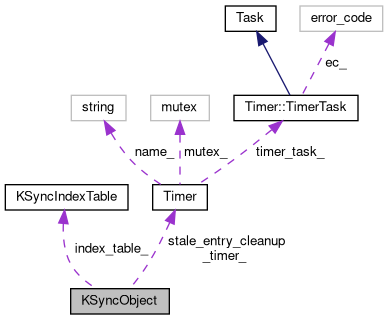 Task
error_code
ec_
string
mutex
Timer::TimerTask
name_
mutex_
timer_task_
KSyncIndexTable
Timer
index_table_
stale_entry_cleanup
_timer_
KSyncObject